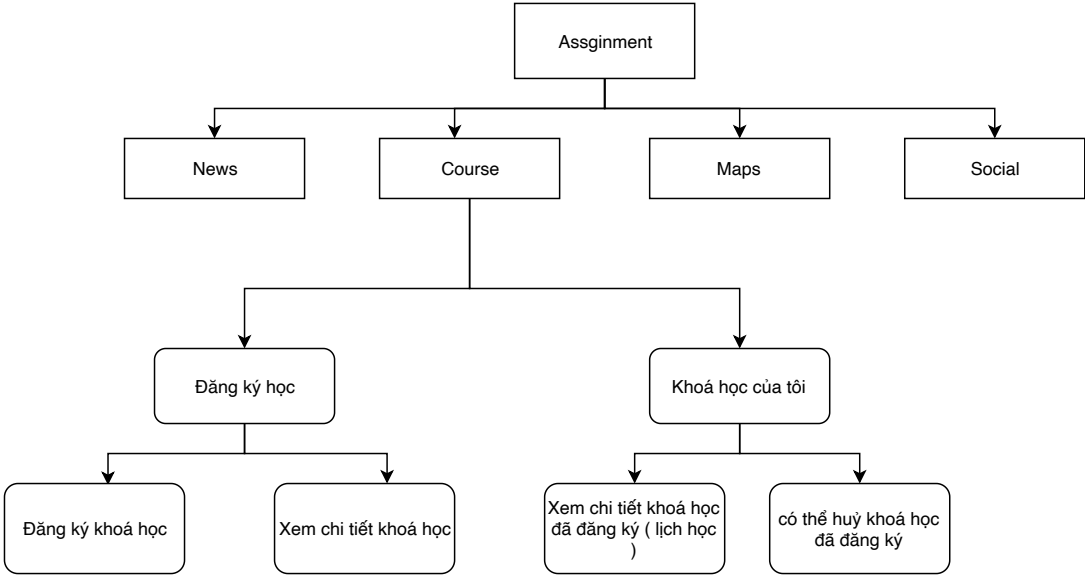 Assginment
News
Course
Maps
Social
Đăng ký học
Khoá học của tôi
Đăng ký khoá học
Xem chi tiết khoá học
Xem chi tiết khoá học
đã đăng ký ( lịch học
)
có thể huỷ khoá học
đã đăng ký